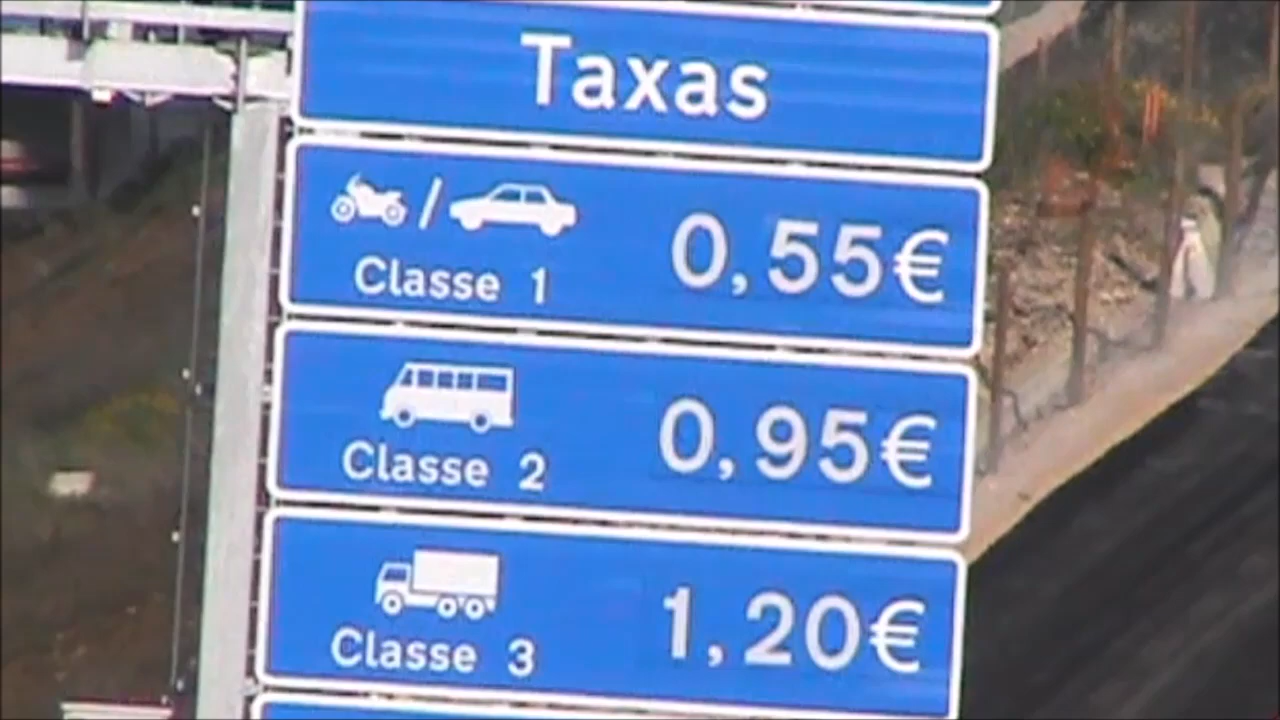 Taxas
/ 0,55€
Classe 1
0,95€
Classe 2
1,20€
Classe 3